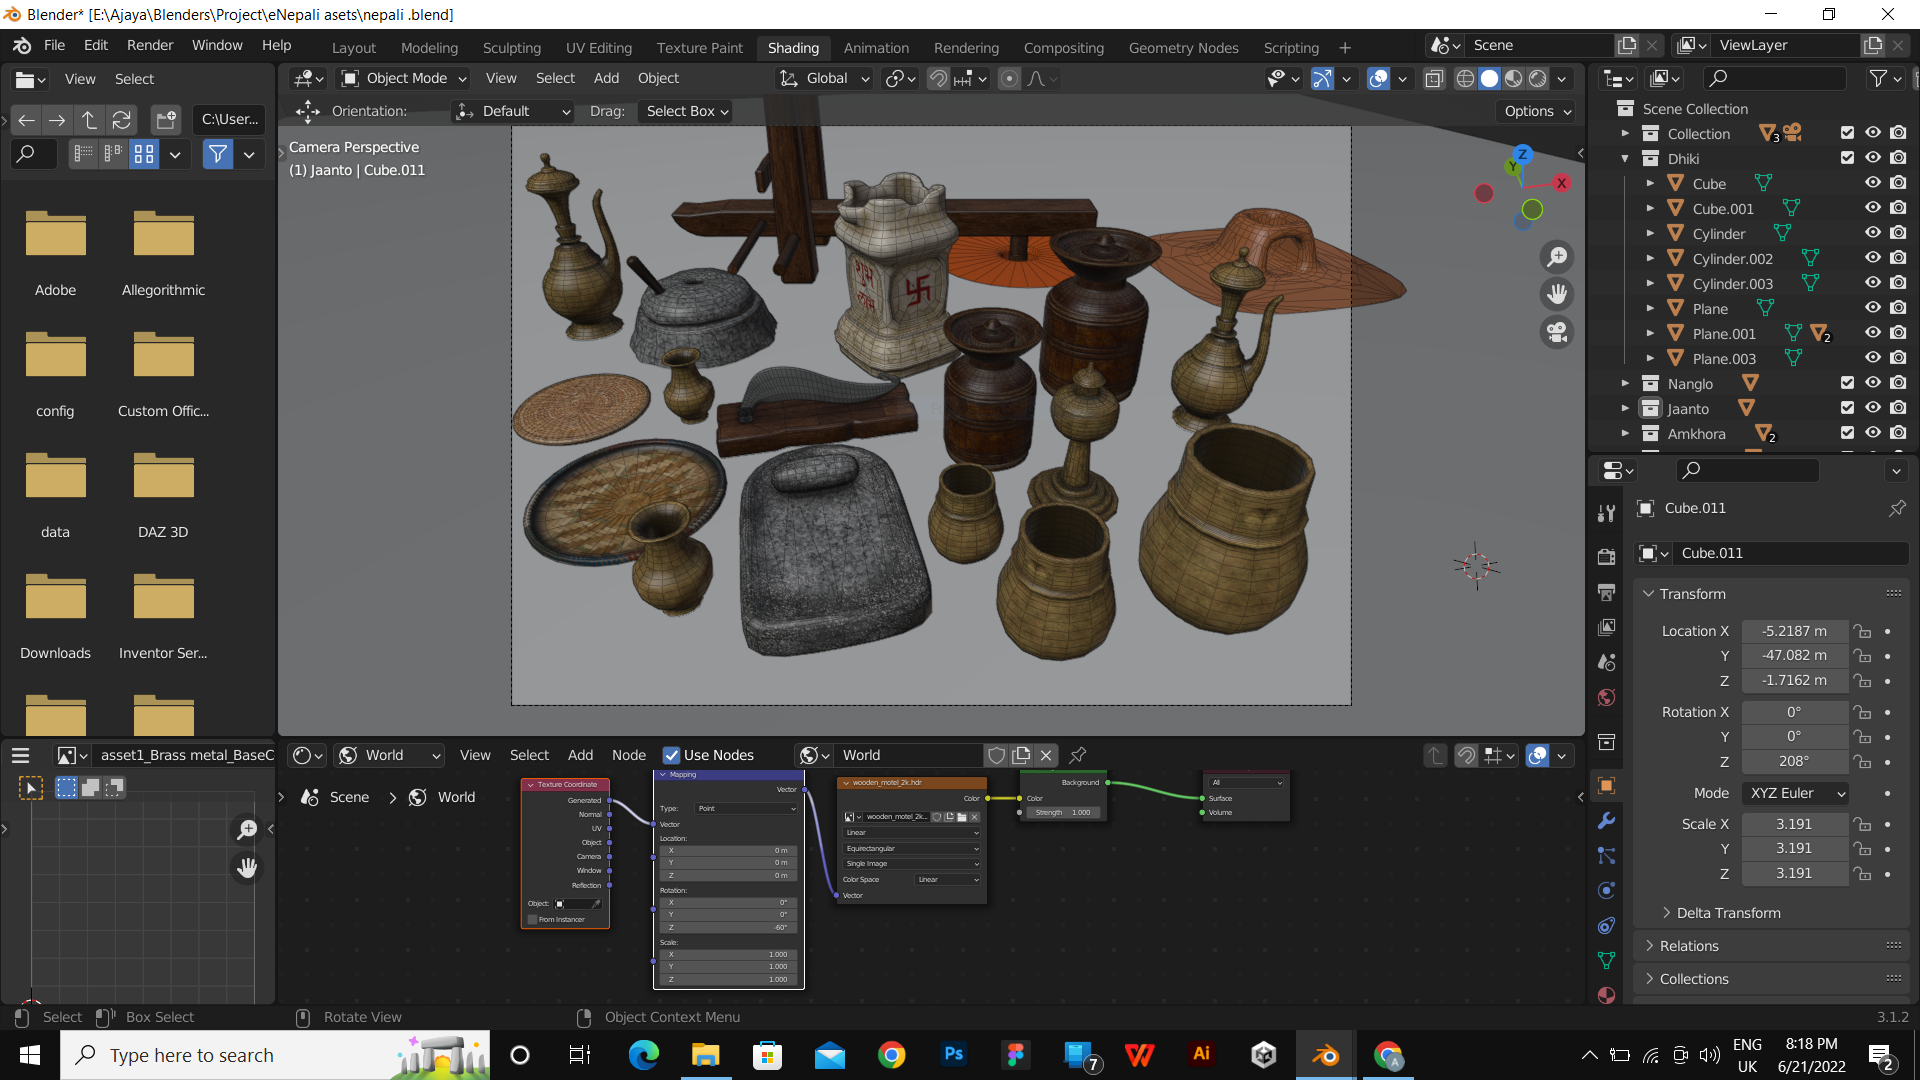 Blender* [E:\Ajaya\Blenders\Project\eNepali asets\nepali .blend]
File Edit Render Window Help
Layout Modeling Sculpting UV Editing Texture Paint Shading Animation Rendering Compositing Geometry Nodes Scripting
Scene
ViewLayer
View Select
Object Mode View Select Add Object
Global
Orientation: Default Drag: Select Box
Options
C:\User...
Adobe Allegorithmic
config Custom Offic...
data DAZ 3D
Downloads Inventor Ser...
Camera Perspective
(1) Jaanto | Cube.011
Z
Y
X
शुभ
लाभ
Scene Collection
Collection 3
Dhiki
Cube
Cube.001
Cylinder
Cylinder.002
Cylinder.003
Plane
Plane.001 2
Plane.003
Nanglo
Jaanto
Amkhora 2
Cube.011
Cube.011
Transform
Location X -5.2187 m
Y -47.082 m
Z -1.7162 m
Rotation X 0°
Y 0°
Z 208°
Mode XYZ Euler
Scale X 3.191
Y 3.191
Z 3.191
Delta Transform
Relations
Collections
asset1_Brass metal_BaseC
World View Select Add Node Use Nodes World
Scene World
Texture Coordinate
Generated
Normal
UV
Object
Camera
Window
Reflection
Object:
From Instancer
Mapping
Vector
Type: Point
Vector
Location:
X 0 m
Y 0 m
Z 0 m
Rotation:
X 0°
Y 0°
Z -60°
Scale:
X 1.000
Y 1.000
Z 1.000
wooden_motel_2k.hdr
Color
wooden_motel_2k...
Linear
Equirectangular
Single Image
Color Space Linear
Vector
Background
Color
Strength 1.000
All
Surface
Volume
Select Box Select Rotate View Object Context Menu
3.1.2
Type here to search
Ps
7
Ai
A
ENG
UK
8:18 PM
6/21/2022
2